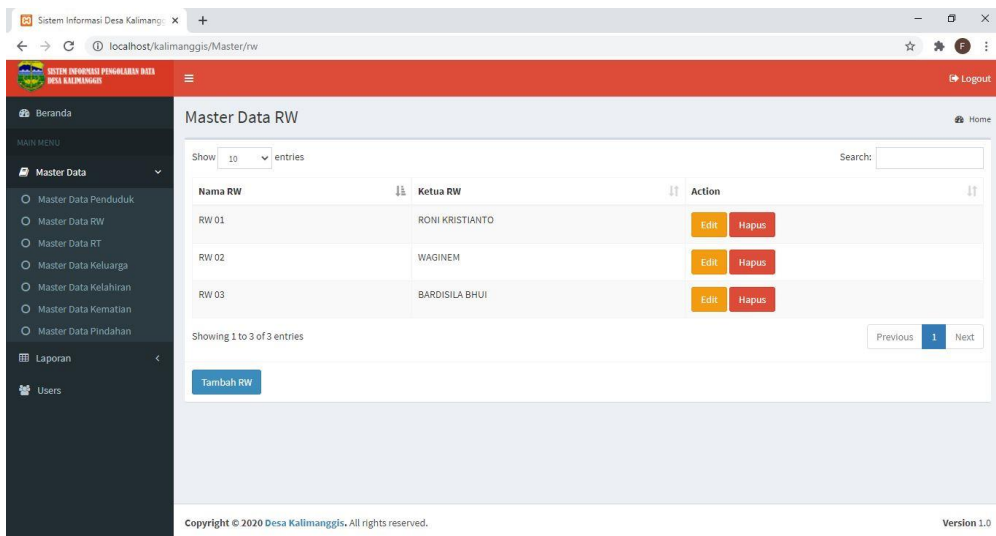 Sistem Informasi Desa Kalimangg
localhost/kalimanggis/Master/rw
F
SISTEM INFORMASI PENGOLAHAN DATA
DESA KALIMANGGIS
Logout
Beranda
MAIN MENU
Master Data
Master Data Penduduk
Master Data RW
Master Data RT
Master Data Keluarga
Master Data Kelahiran
Master Data Kematian
Master Data Pindahan
Laporan
Users
Master Data RW
Home
Show 10 entries
Search:
Nama RW Ketua RW Action
RW 01 RONI KRISTIANTO Edit Hapus
RW 02 WAGINEM Edit Hapus
RW 03 BARDISILA BHUI Edit Hapus
Showing 1 to 3 of 3 entries
Previous 1 Next
Tambah RW
Copyright © 2020 Desa Kalimanggis. All rights reserved.
Version 1.0